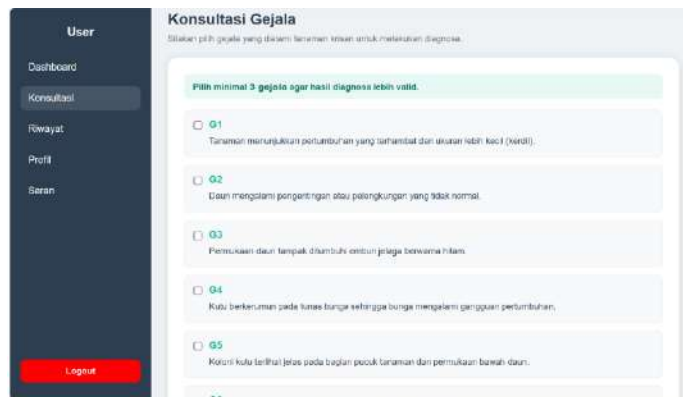 User
Dashboard
Konsultasi
Riwayat
Profil
Saran
Logout
Konsultasi Gejala
Silakan pilih gejala yang dialami tanaman krisan untuk melakukan diagnosa.
Pilih minimal 3 gejala agar hasil diagnosa lebih valid.
G1
Tanaman menunjukkan pertumbuhan yang terhambat dan ukuran lebih kecil (kerdil).
G2
Daun mengalami pengeritingan atau pelengkungan yang tidak normal.
G3
Permukaan daun tampak ditumbuhi embun jelaga berwarna hitam.
G4
Kutu berkerumun pada tunas bunga sehingga bunga mengalami gangguan pertumbuhan.
G5
Koloni kutu terlihat jelas pada bagian pucuk tanaman dan permukaan bawah daun.